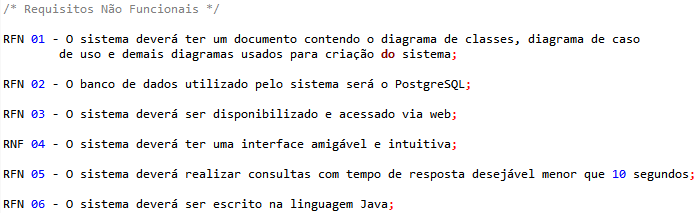 /* Requisitos Não Funcionais */
RFN 01 - O sistema deverá ter um documento contendo o diagrama de classes, diagrama de caso
de uso e demais diagramas usados para criação do sistema;
RFN 02 - O banco de dados utilizado pelo sistema será o PostgreSQL;
RFN 03 - O sistema deverá ser disponibilizado e acessado via web;
RNF 04 - O sistema deverá ter uma interface amigável e intuitiva;
RFN 05 - O sistema deverá realizar consultas com tempo de resposta desejável menor que 10 segundos;
RFN 06 - O sistema deverá ser escrito na linguagem Java;